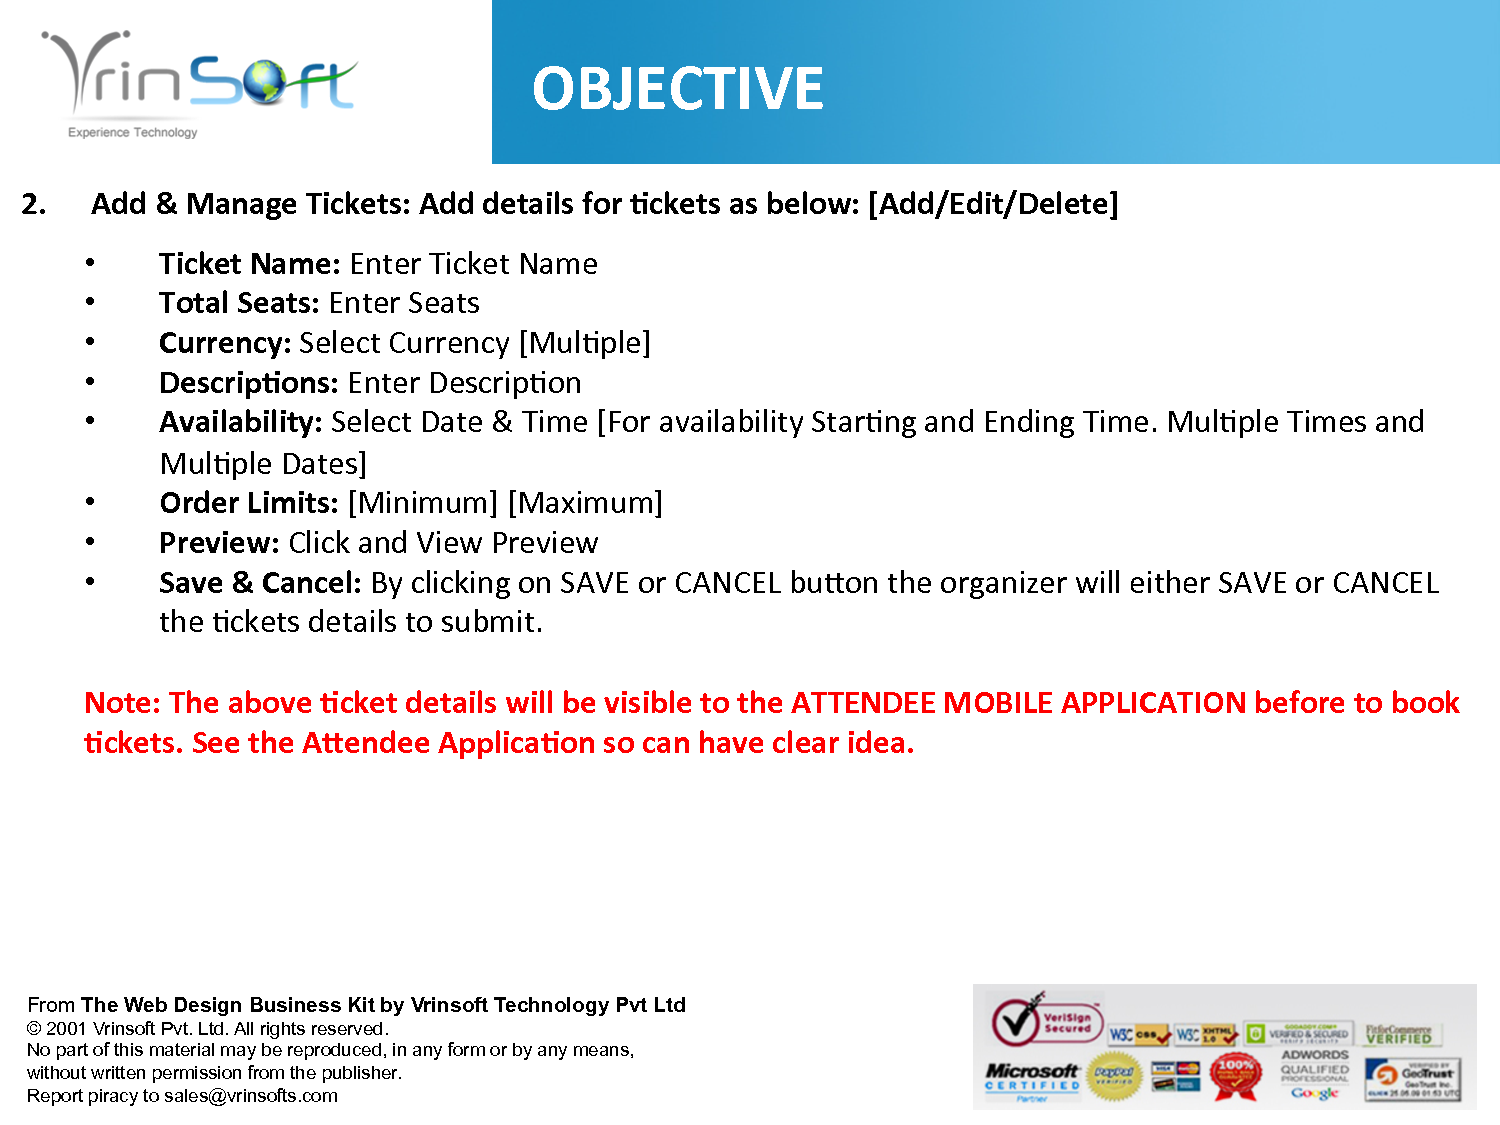 VrinSoft
Experience Technology
OBJECTIVE
2. Add & Manage Tickets: Add details for tickets as below: [Add/Edit/Delete]
• Ticket Name: Enter Ticket Name
• Total Seats: Enter Seats
• Currency: Select Currency [Multiple]
• Descriptions: Enter Description
• Availability: Select Date & Time [For availability Starting and Ending Time. Multiple Times and
Multiple Dates]
• Order Limits: [Minimum] [Maximum]
• Preview: Click and View Preview
• Save & Cancel: By clicking on SAVE or CANCEL button the organizer will either SAVE or CANCEL
the tickets details to submit.
Note: The above ticket details will be visible to the ATTENDEE MOBILE APPLICATION before to book
tickets. See the Attendee Application so can have clear idea.
From The Web Design Business Kit by Vrinsoft Technology Pvt Ltd
© 2001 Vrinsoft Pvt. Ltd. All rights reserved.
No part of this material may be reproduced, in any form or by any means,
without written permission from the publisher.
Report piracy to sales@vrinsofts.com
VeriSign
Secured
W3C CSS W3C XHTML 1.0 VERIFIED & SECURED FitforCommerce VERIFIED
Microsoft CERTIFIED Partner
PayPal VERIFIED
100%
ADWORDS QUALIFIED PROFESSIONAL Google
GeoTrust